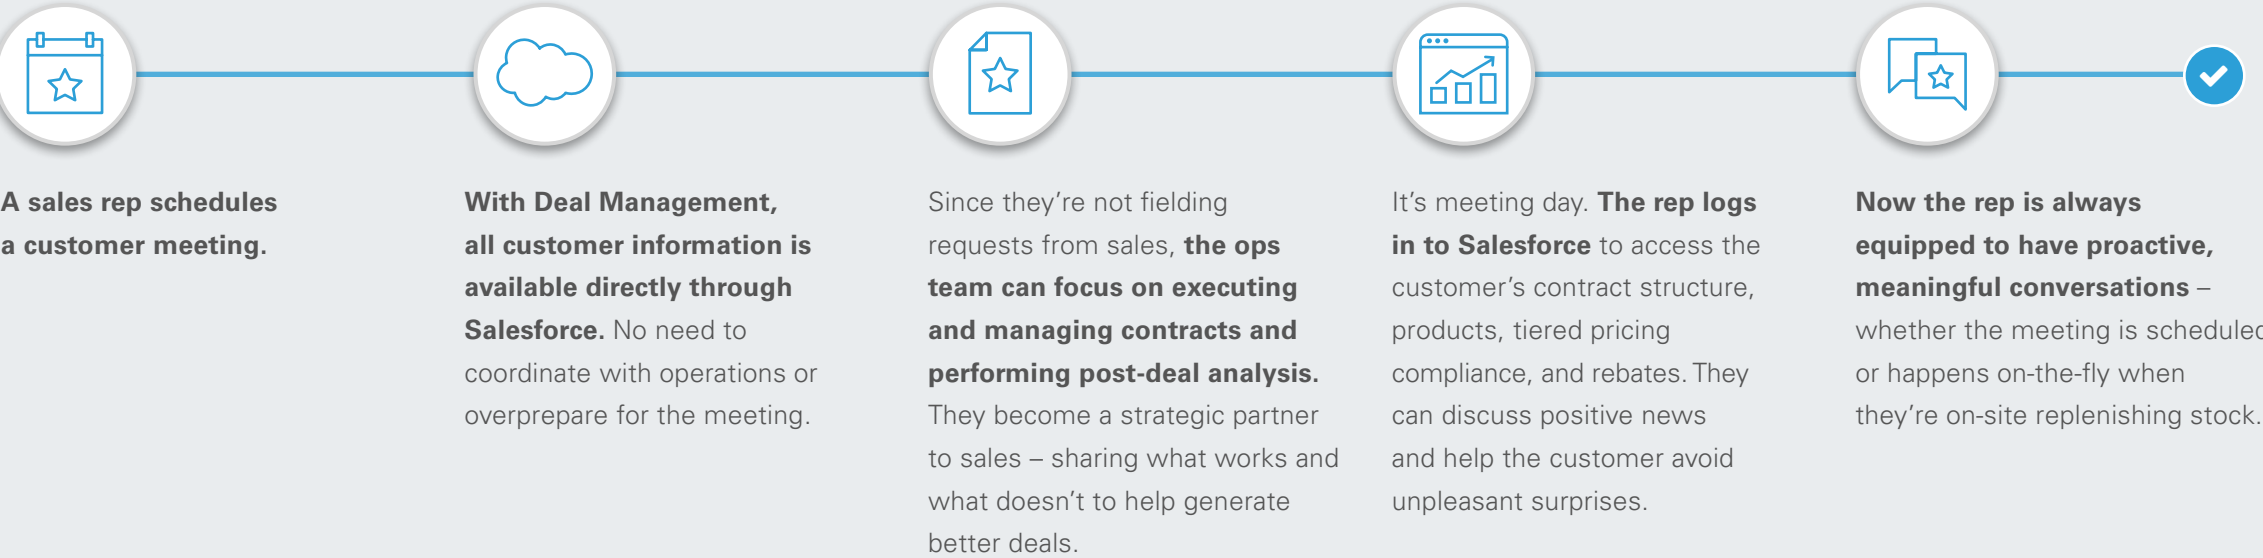 A sales rep schedules
a customer meeting.
With Deal Management,
all customer information is
available directly through
Salesforce. No need to
coordinate with operations or
overprepare for the meeting.
Since they’re not fielding
requests from sales, the ops
team can focus on executing
and managing contracts and
performing post-deal analysis.
They become a strategic partner
to sales – sharing what works and
what doesn’t to help generate
better deals.
It’s meeting day. The rep logs
in to Salesforce to access the
customer’s contract structure,
products, tiered pricing
compliance, and rebates. They
can discuss positive news
and help the customer avoid
unpleasant surprises.
Now the rep is always
equipped to have proactive,
meaningful conversations –
whether the meeting is scheduled
or happens on-the-fly when
they’re on-site replenishing stock.